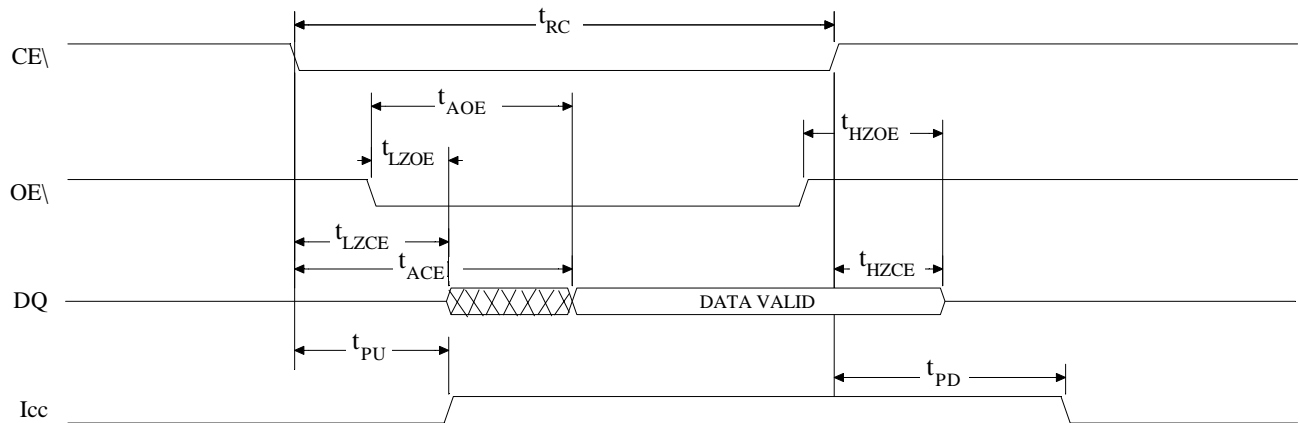 tRC
CE\
tAOE
tHZOE
tLZOE
OE\
tLZCE
tACE
tHZCE
DQ
DATA VALID
tPU
tPD
Icc